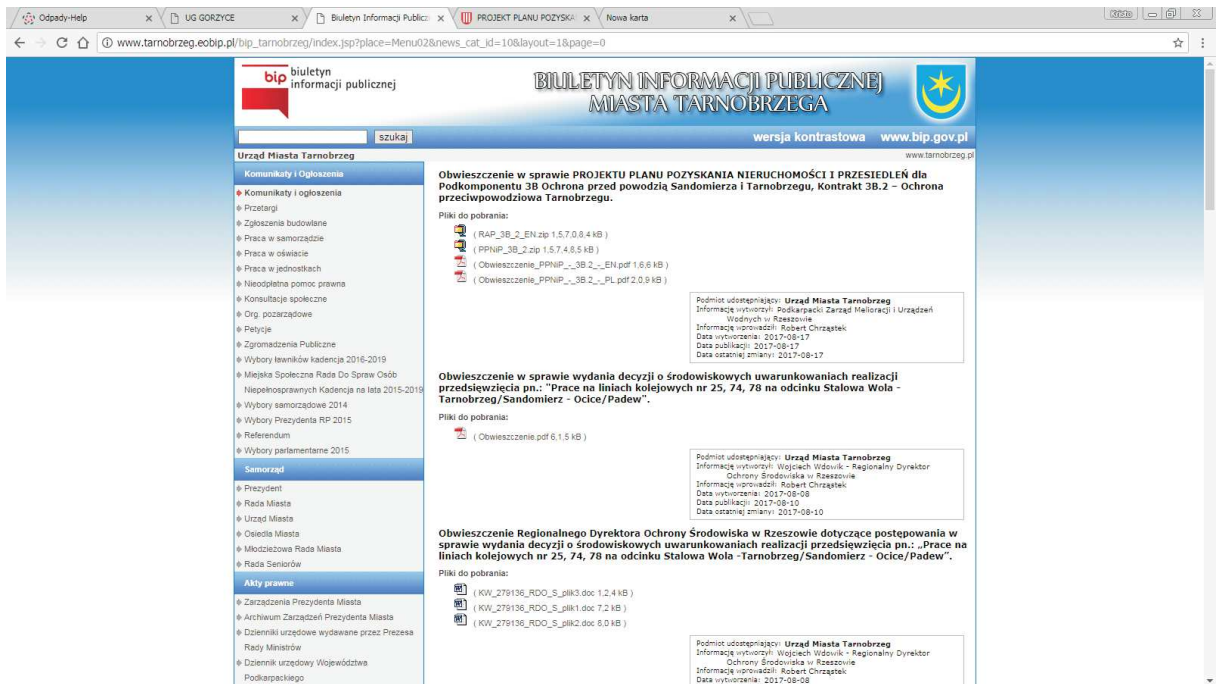 Odpady-Help
UG GORZYCE
Biuletyn Informacji Public
PROJEKT PLANU POZYSKA
Nowa karta
www.tarnobrzeg.eobip.pl/bip_tarnobrzeg/index.jsp?place=Menu02&news_cat_id=10&layout=1&page=0
bip biuletyn informacji publicznej
BIULETYN INFORMACJI PUBLICZNEJ
MIASTA TARNOBRZEGA
szukaj
wersja kontrastowa www.bip.gov.pl
Urząd Miasta Tarnobrzeg
www.tarnobrzeg.pl
Komunikaty i Ogłoszenia
Komunikaty i ogłoszenia
Przetargi
Zgłoszenia budowlane
Praca w samorządzie
Praca w oświacie
Praca w jednostkach
Nieodpłatna pomoc prawna
Konsultacje społeczne
Org. pozarządowe
Petycje
Zgromadzenia Publiczne
Wybory ławników kadencja 2016-2019
Miejska Społeczna Rada Do Spraw Osób
Niepełnosprawnych Kadencja na lata 2015-2019
Wybory samorządowe 2014
Wybory Prezydenta RP 2015
Referendum
Wybory parlamentarne 2015
Samorząd
Prezydent
Rada Miasta
Urząd Miasta
Osiedla Miasta
Młodzieżowa Rada Miasta
Rada Seniorów
Akty prawne
Zarządzenia Prezydenta Miasta
Archiwum Zarządzeń Prezydenta Miasta
Dzienniki urzędowe wydawane przez Prezesa
Rady Ministrów
Dziennik urzędowy Województwa
Podkarpackiego
Obwieszczenie w sprawie PROJEKTU PLANU POZYSKANIA NIERUCHOMOŚCI I PRZESIEDLEŃ dla
Podkomponentu 3B Ochrona przed powodzią Sandomierza i Tarnobrzegu, Kontrakt 3B.2 – Ochrona
przeciwpowodziowa Tarnobrzegu.
Pliki do pobrania:
( RAP_3B_2_EN.zip 1,5,7,0,8,4 kB )
( PPNiP_3B_2.zip 1,5,7,4,8,5 kB )
( Obwieszczenie_PPNiP_-_3B.2_-_EN.pdf 1,6,6 kB )
( Obwieszczenie_PPNiP_-_3B.2_-_PL.pdf 2,0,9 kB )
Podmiot udostępniający: Urząd Miasta Tarnobrzeg
Informację wytworzył: Podkarpacki Zarząd Melioracji i Urządzeń
Wodnych w Rzeszowie
Informację wprowadził: Robert Chrząstek
Data wytworzenia: 2017-08-17
Data publikacji: 2017-08-17
Data ostatniej zmiany: 2017-08-17
Obwieszczenie w sprawie wydania decyzji o środowiskowych uwarunkowaniach realizacji
przedsięwzięcia pn.: "Prace na liniach kolejowych nr 25, 74, 78 na odcinku Stalowa Wola -
Tarnobrzeg/Sandomierz - Ocice/Padew".
Pliki do pobrania:
( Obwieszczenie.pdf 6,1,5 kB )
Podmiot udostępniający: Urząd Miasta Tarnobrzeg
Informację wytworzył: Wojciech Wdowik - Regionalny Dyrektor
Ochrony Środowiska w Rzeszowie
Informację wprowadził: Robert Chrząstek
Data wytworzenia: 2017-08-08
Data publikacji: 2017-08-10
Data ostatniej zmiany: 2017-08-10
Obwieszczenie Regionalnego Dyrektora Ochrony Środowiska w Rzeszowie dotyczące postępowania w
sprawie wydania decyzji o środowiskowych uwarunkowaniach realizacji przedsięwzięcia pn.: „Prace na
liniach kolejowych nr 25, 74, 78 na odcinku Stalowa Wola -Tarnobrzeg/Sandomierz - Ocice/Padew”.
Pliki do pobrania:
( KW_279136_RDO_S_plik3.doc 1,2,4 kB )
( KW_279136_RDO_S_plik1.doc 7,2 kB )
( KW_279136_RDO_S_plik2.doc 8,0 kB )
Podmiot udostępniający: Urząd Miasta Tarnobrzeg
Informację wytworzył: Wojciech Wdowik - Regionalny Dyrektor
Ochrony Środowiska w Rzeszowie
Informację wprowadził: Robert Chrząstek
Data wytworzenia: 2017-08-08